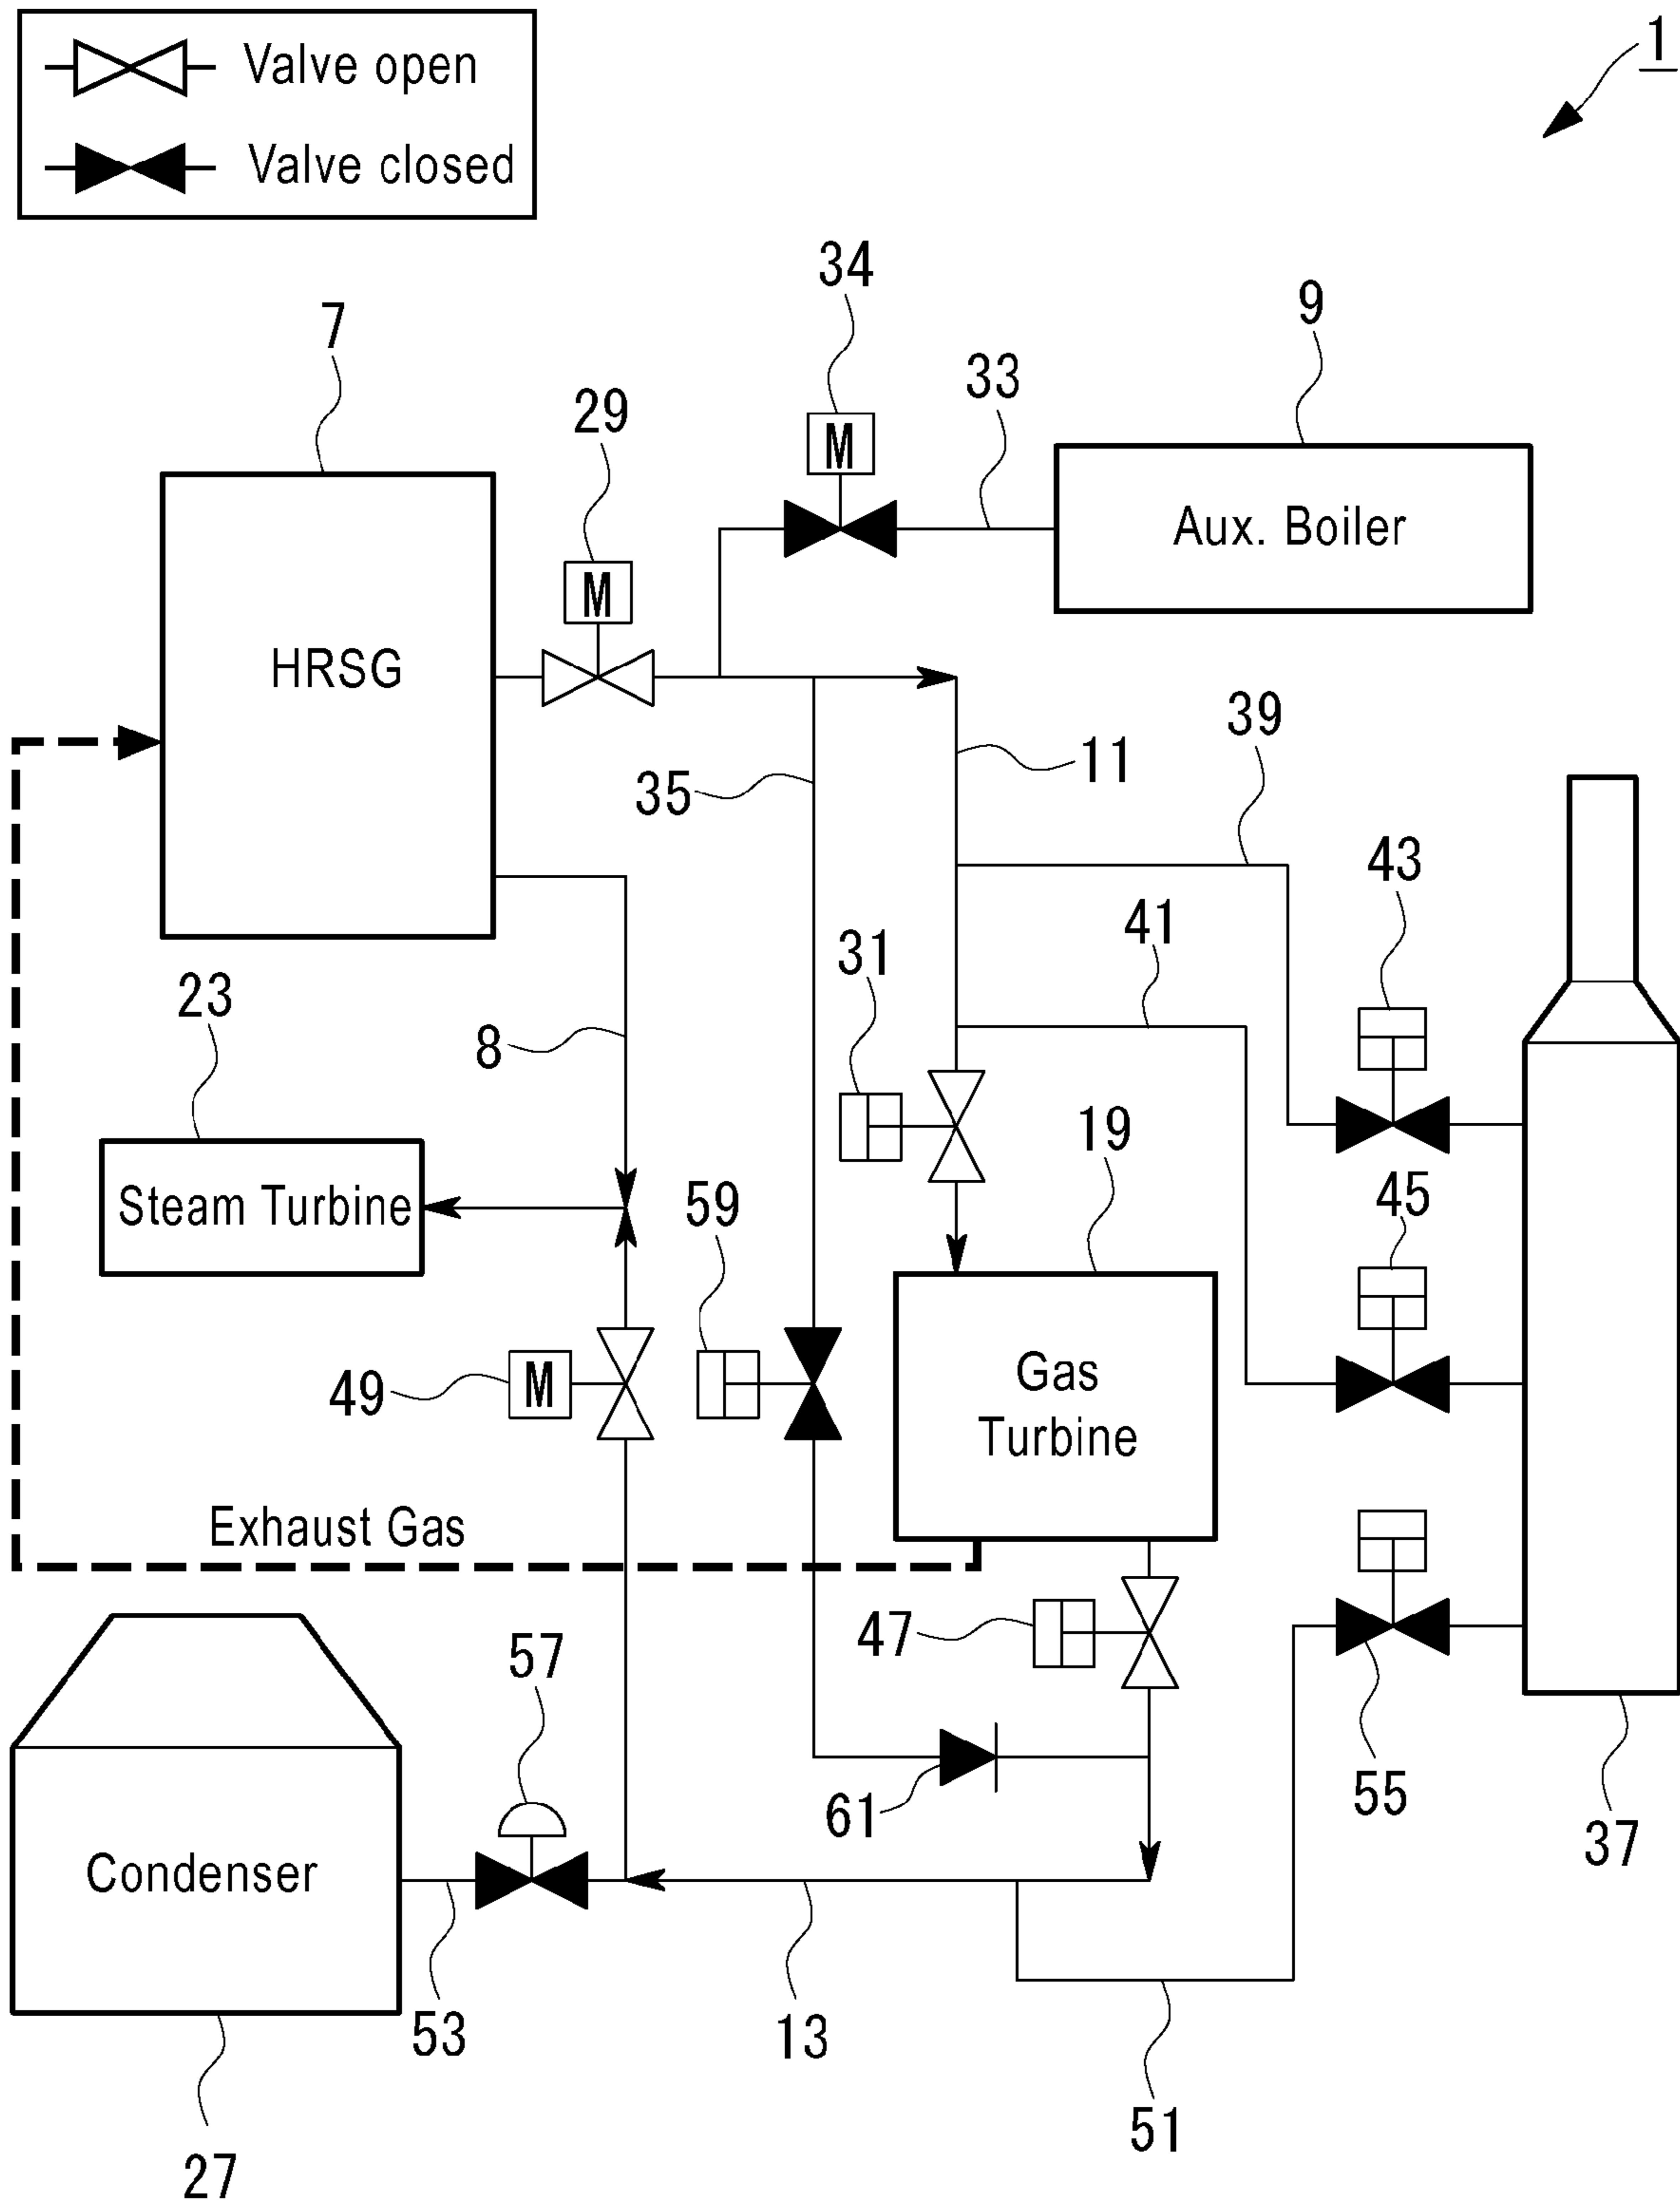 Valve open
Valve closed
1
34
9
7
33
29
M
M
Aux. Boiler
HRSG
39
11
35
43
41
31
23
8
19
45
Steam Turbine
59
49
M
Gas
Turbine
Exhaust Gas
47
57
61
55
37
Condenser
53
13
51
27